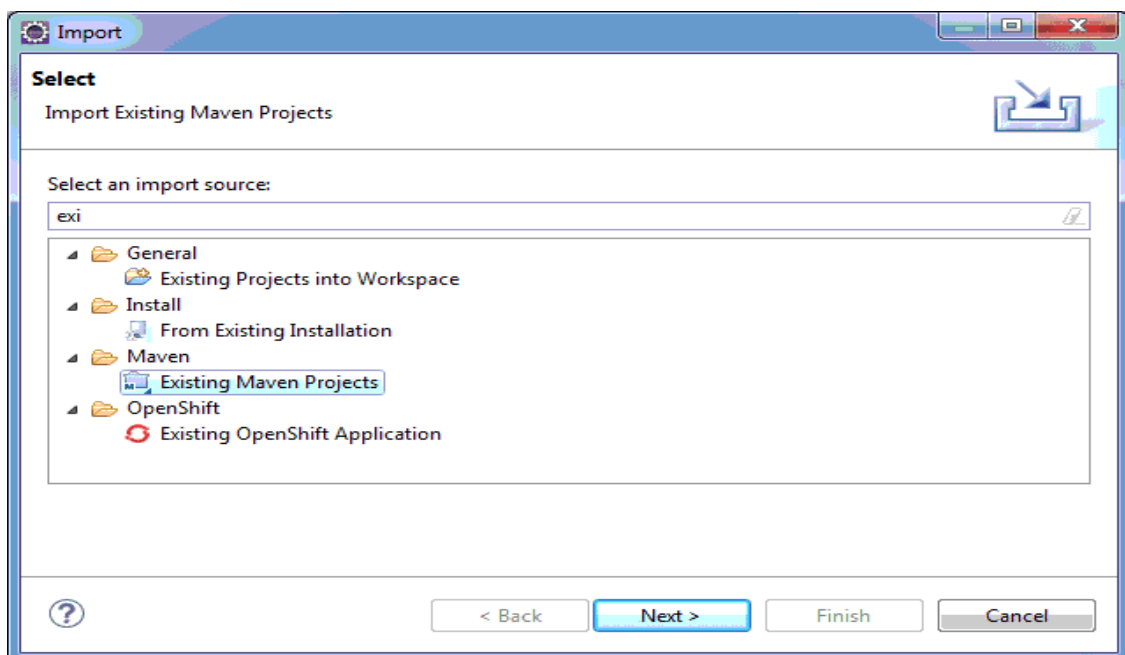 Import
Select
Import Existing Maven Projects
Select an import source:
exi
General
Existing Projects into Workspace
Install
From Existing Installation
Maven
Existing Maven Projects
OpenShift
Existing OpenShift Application
? < Back Next > Finish Cancel